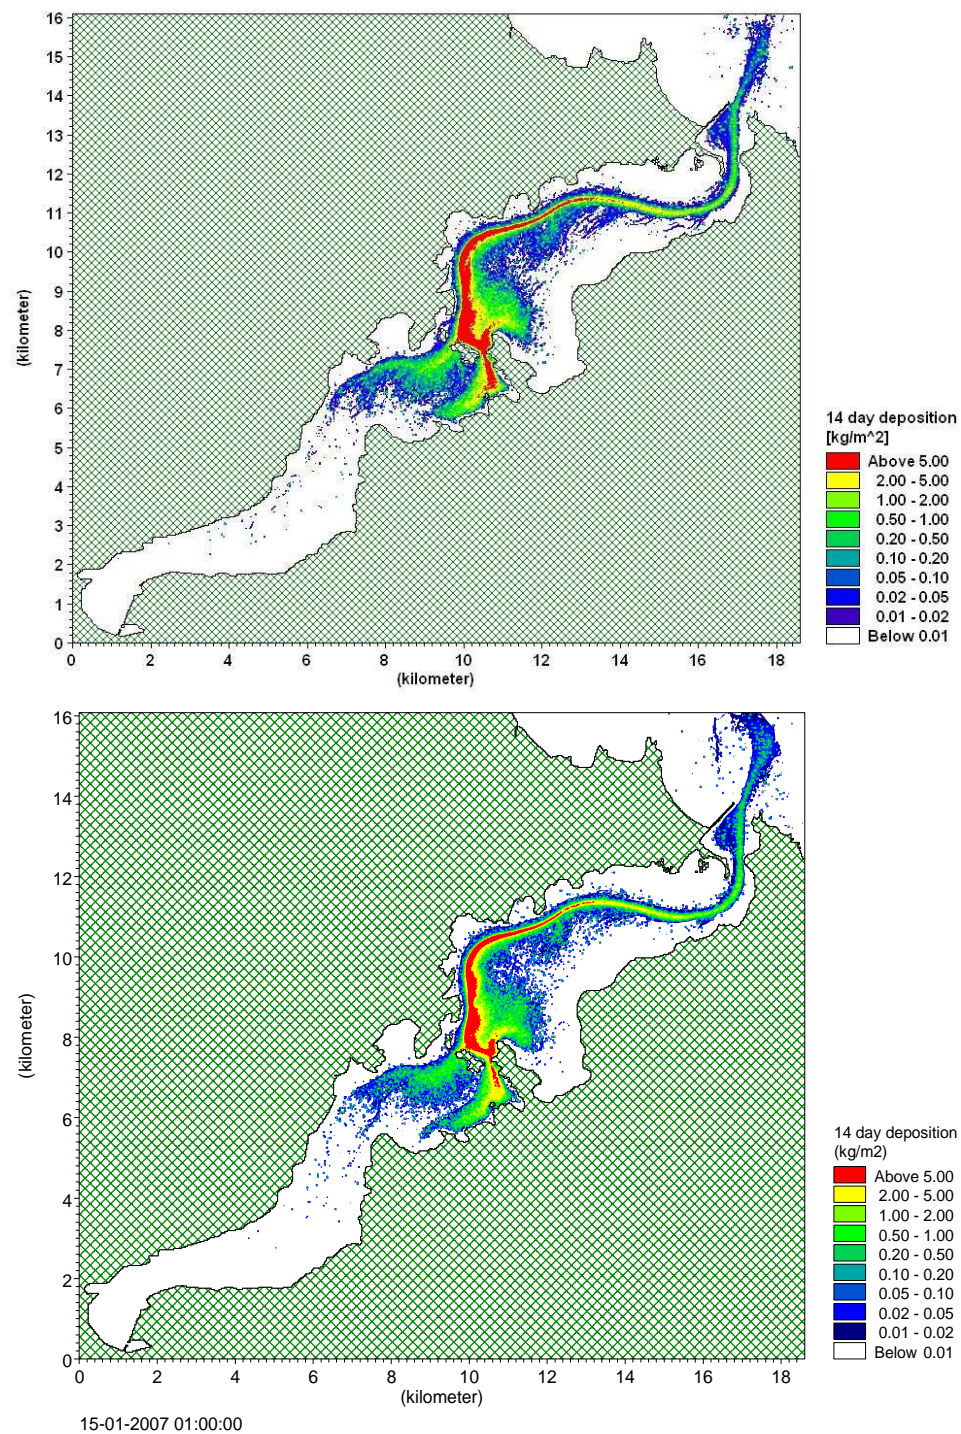 16
15
14
13
12
11
10
9
8
7
6
5
4
3
2
1
0
(kilometer)
0 2 4 6 8 10 12 14 16 18
(kilometer)
14 day deposition
[kg/m^2]
Above 5.00
2.00 - 5.00
1.00 - 2.00
0.50 - 1.00
0.20 - 0.50
0.10 - 0.20
0.05 - 0.10
0.02 - 0.05
0.01 - 0.02
Below 0.01
16
14
12
10
8
6
4
2
0
(kilometer)
0 2 4 6 8 10 12 14 16 18
(kilometer)
14 day deposition
(kg/m2)
Above 5.00
2.00 - 5.00
1.00 - 2.00
0.50 - 1.00
0.20 - 0.50
0.10 - 0.20
0.05 - 0.10
0.02 - 0.05
0.01 - 0.02
Below 0.01
15-01-2007 01:00:00